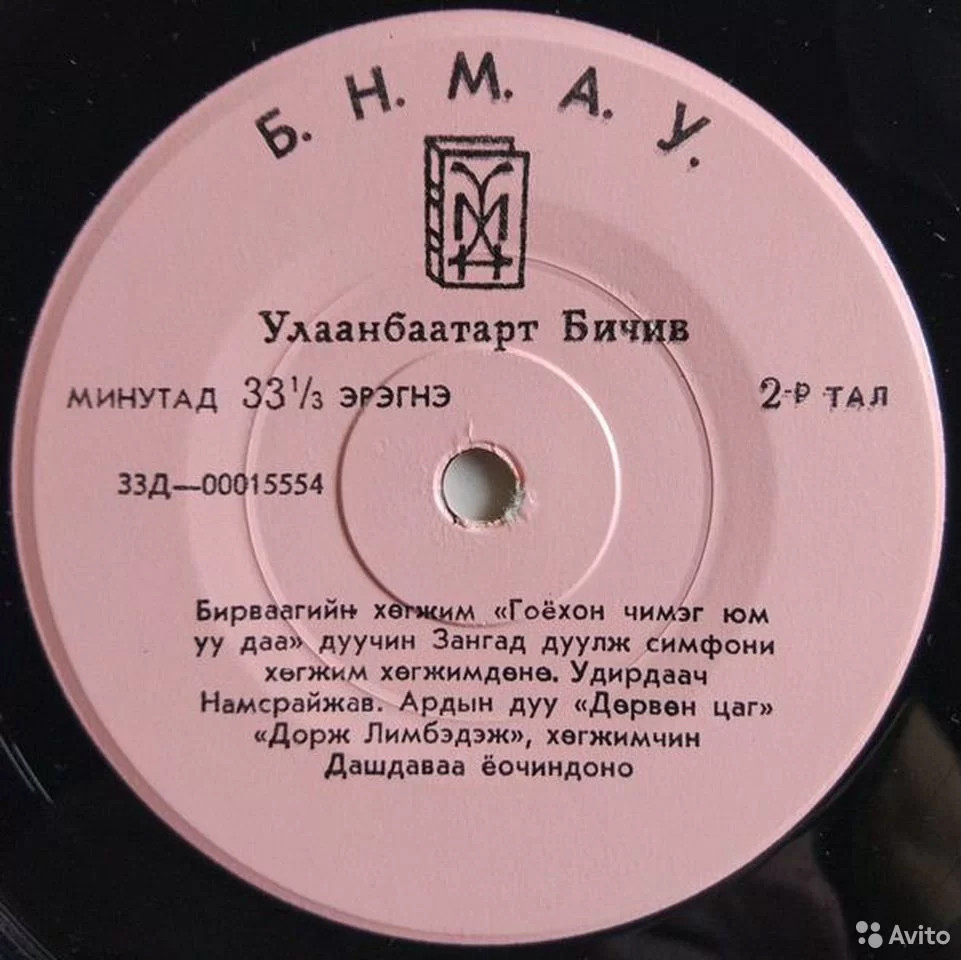 Б. Н. М. А. У.
Улаанбаатарт Бичив
МИНУТАД 33⅓ ЭРЭГНЭ 2-Р ТАЛ
33Д—00015554
Бирваагийн хөгжим «Гоёхон чимэг юм
уу даа» дуучин Зангад дуулж симфони
хөгжим хөгжимдөнө. Удирдаач
Намсрайжав. Ардын дуу «Дөрвөн цаг»
«Дорж Лимбэдэж», хөгжимчин
Дашдаваа ёочиндоно
Avito